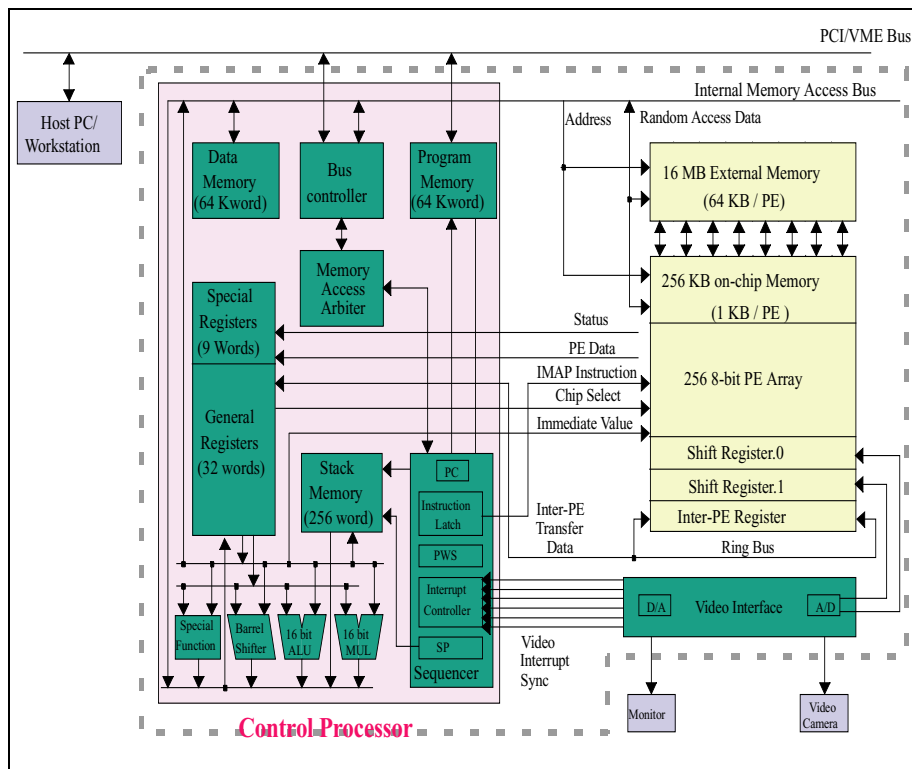 PCI/VME Bus
Host PC/
Workstation
Internal Memory Access Bus
Address
Random Access Data
Data
Memory
(64 Kword)
Bus
controller
Program
Memory
(64 Kword)
16 MB External Memory
(64 KB / PE)
Memory
Access
Arbiter
256 KB on-chip Memory
(1 KB / PE )
Special
Registers
(9 Words)
Status
PE Data
IMAP Instruction
Chip Select
Immediate Value
256 8-bit PE Array
General
Registers
(32 words)
Stack
Memory
(256 word)
PC
Instruction
Latch
PWS
Interrupt
Controller
SP
Sequencer
Shift Register.0
Shift Register.1
Inter-PE Register
Inter-PE
Transfer
Data
Ring Bus
D/A
Video Interface
A/D
Special
Function
Barrel
Shifter
16 bit
ALU
16 bit
MUL
Video
Interrupt
Sync
Monitor
Video
Camera
Control Processor